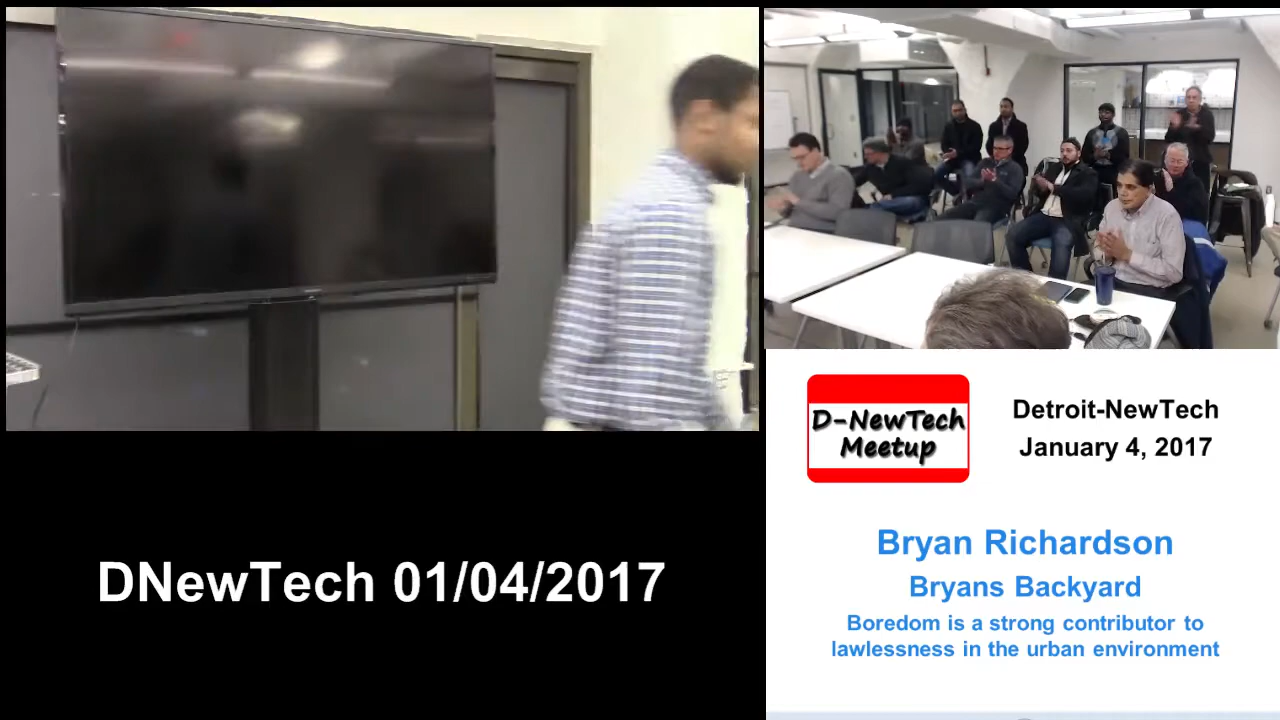 D-NewTech
Meetup
Detroit-NewTech
January 4, 2017
Bryan Richardson
Bryans Backyard
Boredom is a strong contributor to
lawlessness in the urban environment
DNewTech 01/04/2017